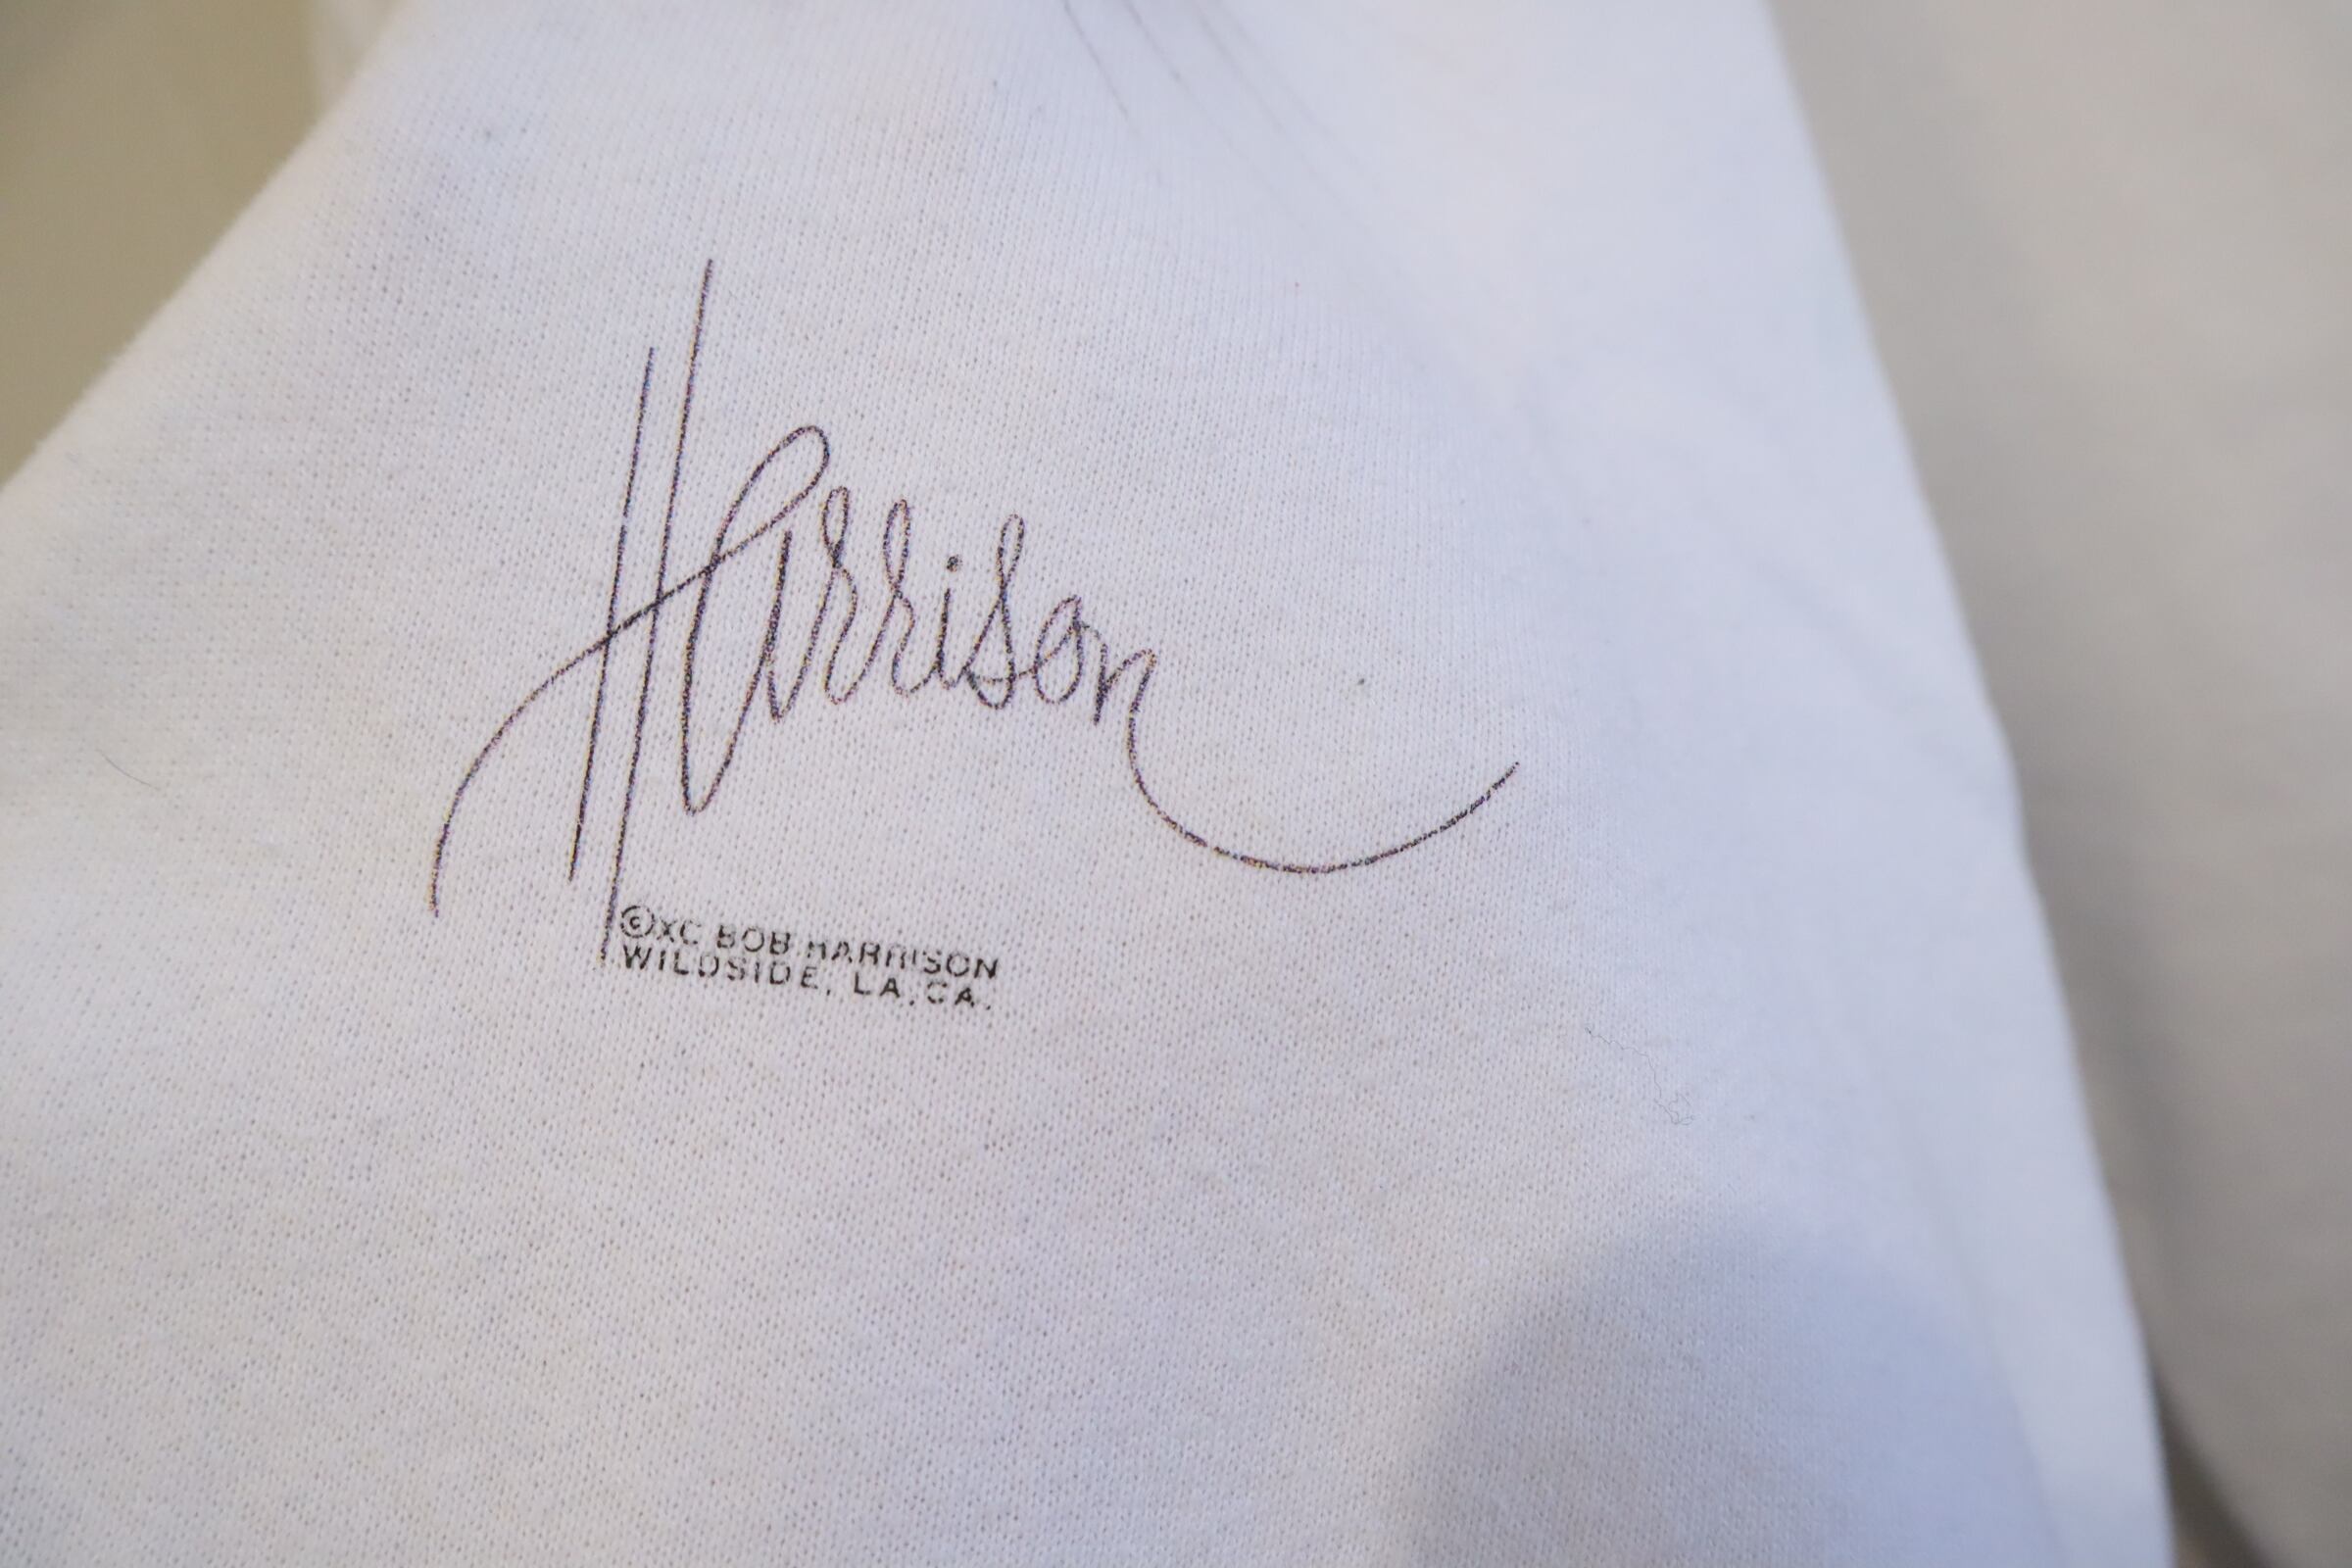 Harrison
©XC BOB HARRISON
WILDSIDE, LA, CA.